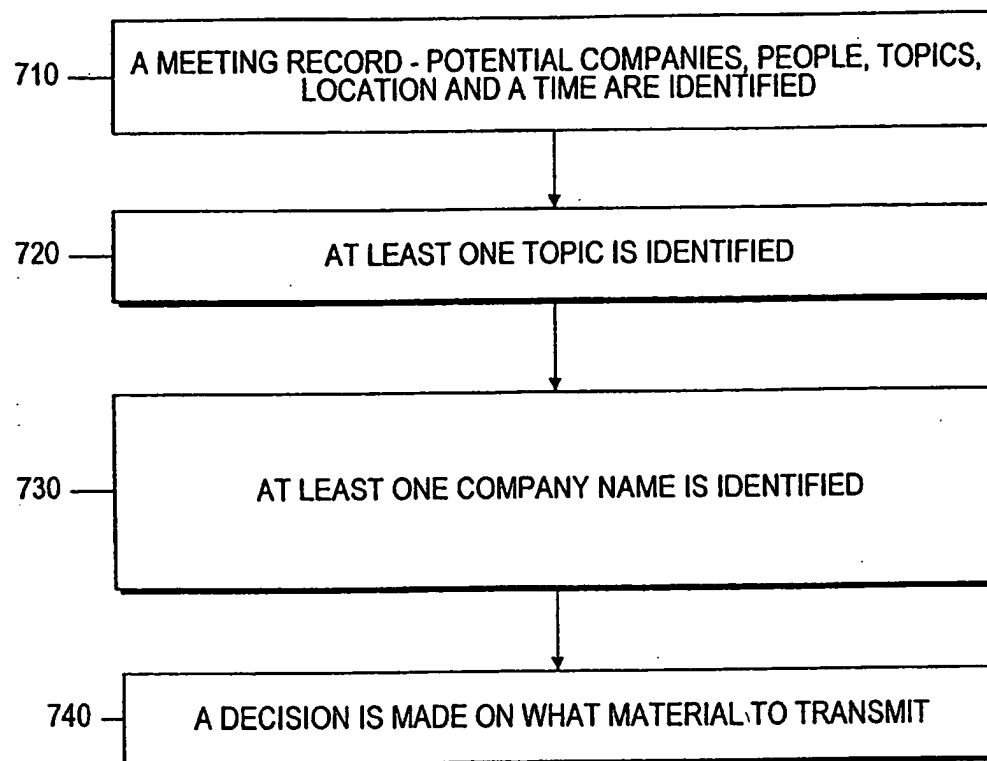 710 A MEETING RECORD - POTENTIAL COMPANIES, PEOPLE, TOPICS,
LOCATION AND A TIME ARE IDENTIFIED
720 AT LEAST ONE TOPIC IS IDENTIFIED
730 AT LEAST ONE COMPANY NAME IS IDENTIFIED
740 A DECISION IS MADE ON WHAT MATERIAL TO TRANSMIT